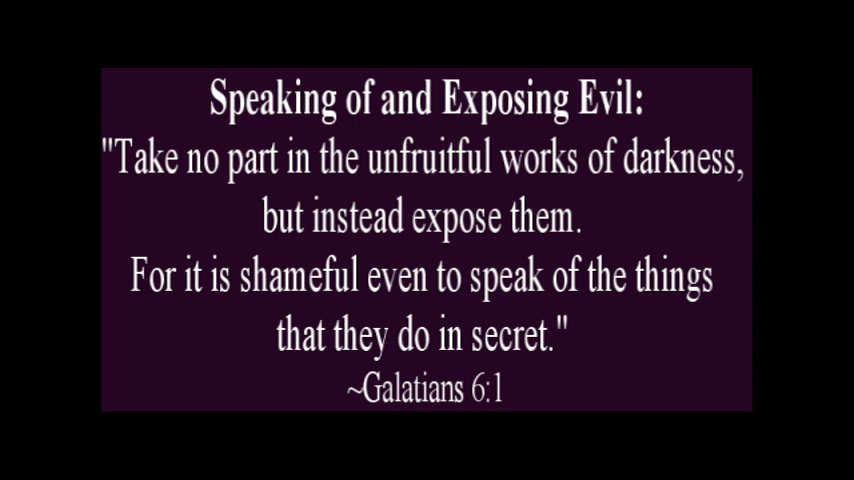 Speaking of and Exposing Evil:
"Take no part in the unfruitful works of darkness,
but instead expose them.
For it is shameful even to speak of the things
that they do in secret."
~Galatians 6:1